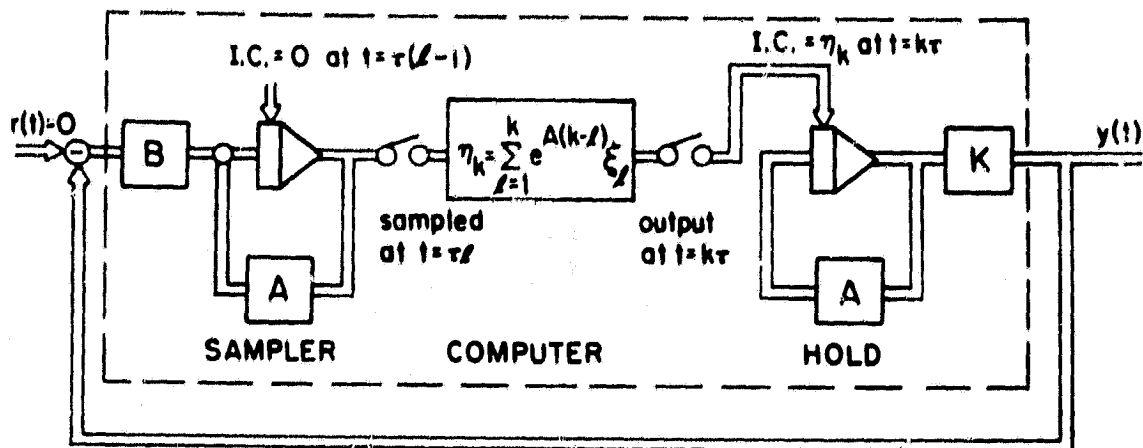 I.C. = 0 at t = τ(ℓ-1)
I.C. = η_k at t = kτ
r(t)=0
−
B
η_k = Σ_{ℓ=1}^{k} e^{A(k-ℓ)} ξ_ℓ
K
y(t)
sampled
at t = τℓ
output
at t = kτ
A
A
SAMPLER
COMPUTER
HOLD